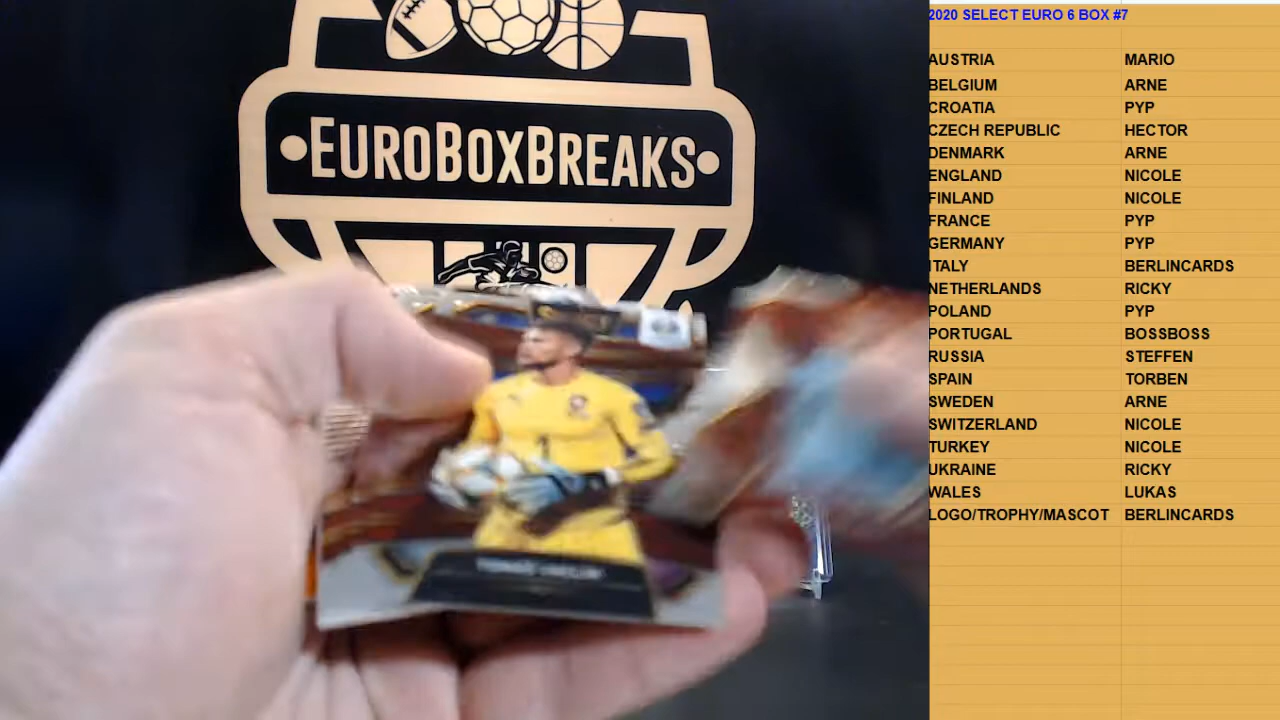 EUROBOXBREAKS
2020 SELECT EURO 6 BOX #7
AUSTRIA MARIO
BELGIUM ARNE
CROATIA PYP
CZECH REPUBLIC HECTOR
DENMARK ARNE
ENGLAND NICOLE
FINLAND NICOLE
FRANCE PYP
GERMANY PYP
ITALY BERLINCARDS
NETHERLANDS RICKY
POLAND PYP
PORTUGAL BOSSBOSS
RUSSIA STEFFEN
SPAIN TORBEN
SWEDEN ARNE
SWITZERLAND NICOLE
TURKEY NICOLE
UKRAINE RICKY
WALES LUKAS
LOGO/TROPHY/MASCOT BERLINCARDS